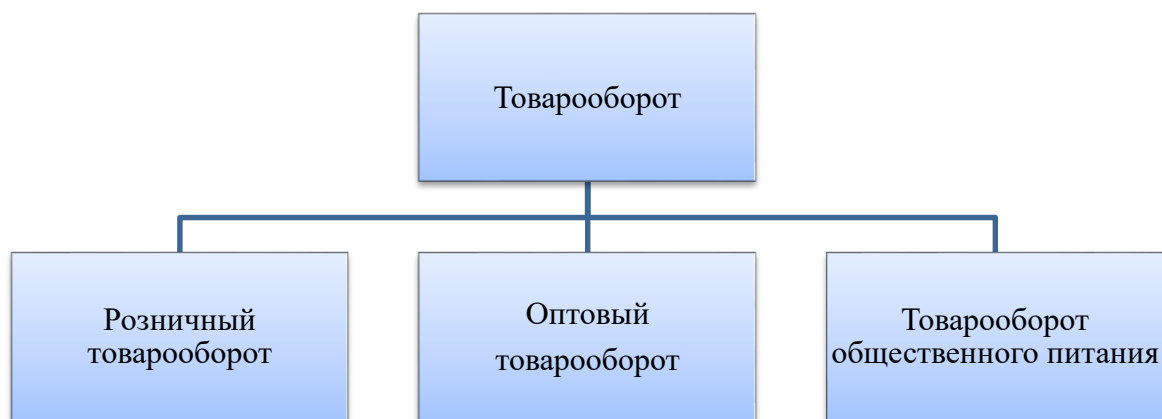 Товарооборот
Розничный
товарооборот
Оптовый
товарооборот
Товарооборот
общественного питания